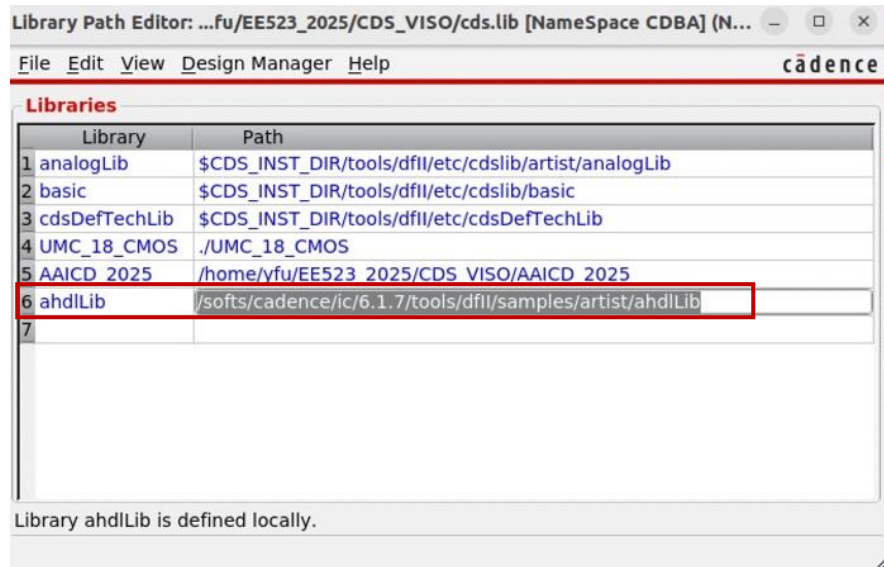 Library Path Editor: ...fu/EE523_2025/CDS_VISO/cds.lib [NameSpace CDBA] (N...
File Edit View Design Manager Help cādence
Libraries
Library Path
1 analogLib $CDS_INST_DIR/tools/dfII/etc/cdslib/artist/analogLib
2 basic $CDS_INST_DIR/tools/dfII/etc/cdslib/basic
3 cdsDefTechLib $CDS_INST_DIR/tools/dfII/etc/cdsDefTechLib
4 UMC_18_CMOS ./UMC_18_CMOS
5 AAICD_2025 /home/yfu/EE523_2025/CDS_VISO/AAICD_2025
6 ahdlLib /softs/cadence/ic/6.1.7/tools/dfII/samples/artist/ahdlLib
7
Library ahdlLib is defined locally.